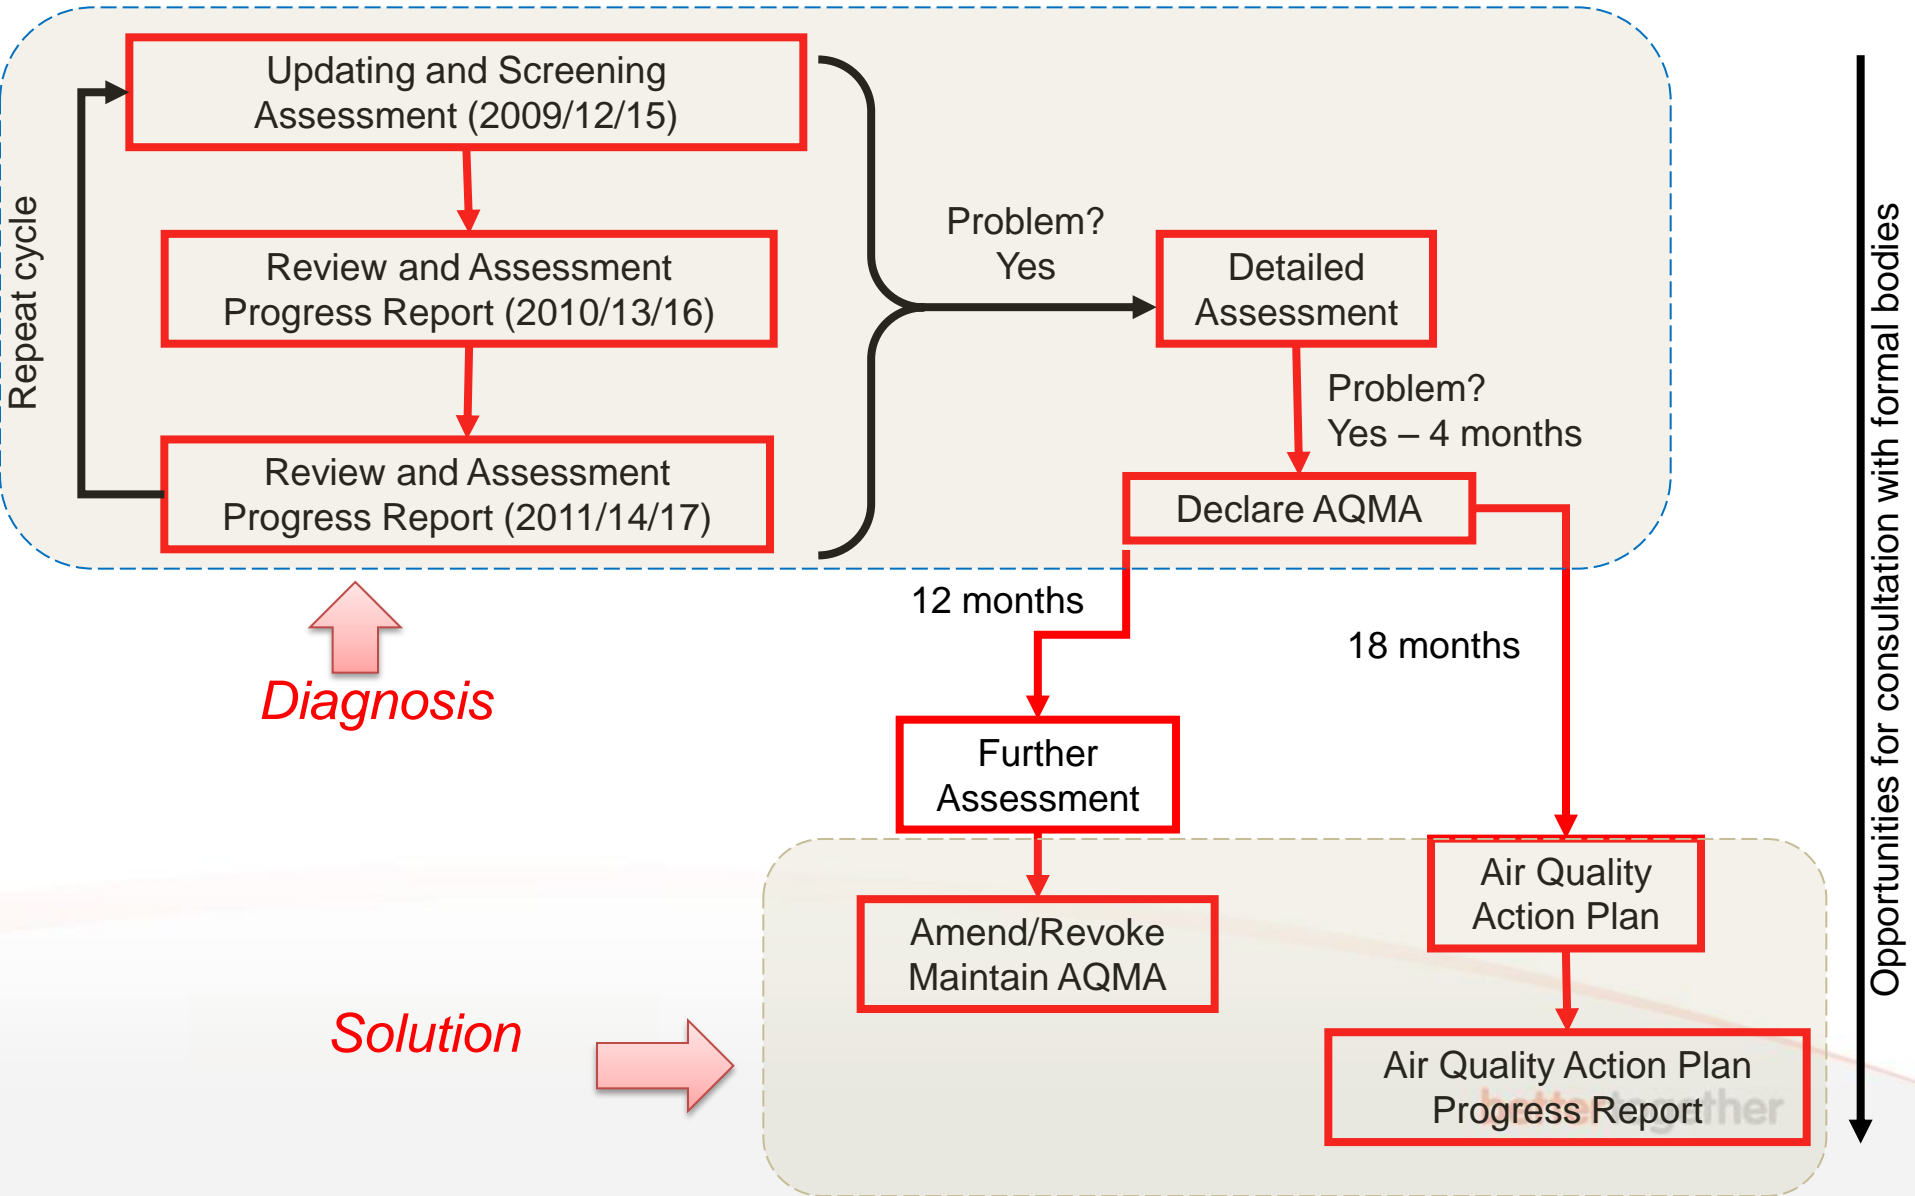 Updating and Screening
Assessment (2009/12/15)
Repeat cycle
Review and Assessment
Progress Report (2010/13/16)
Review and Assessment
Progress Report (2011/14/17)
Problem?
Yes
Detailed
Assessment
Problem?
Yes – 4 months
Declare AQMA
12 months
18 months
Diagnosis
Further
Assessment
Amend/Revoke
Maintain AQMA
Air Quality
Action Plan
Solution
Air Quality Action Plan
Progress Report
bettertogether
Opportunities for consultation with formal bodies